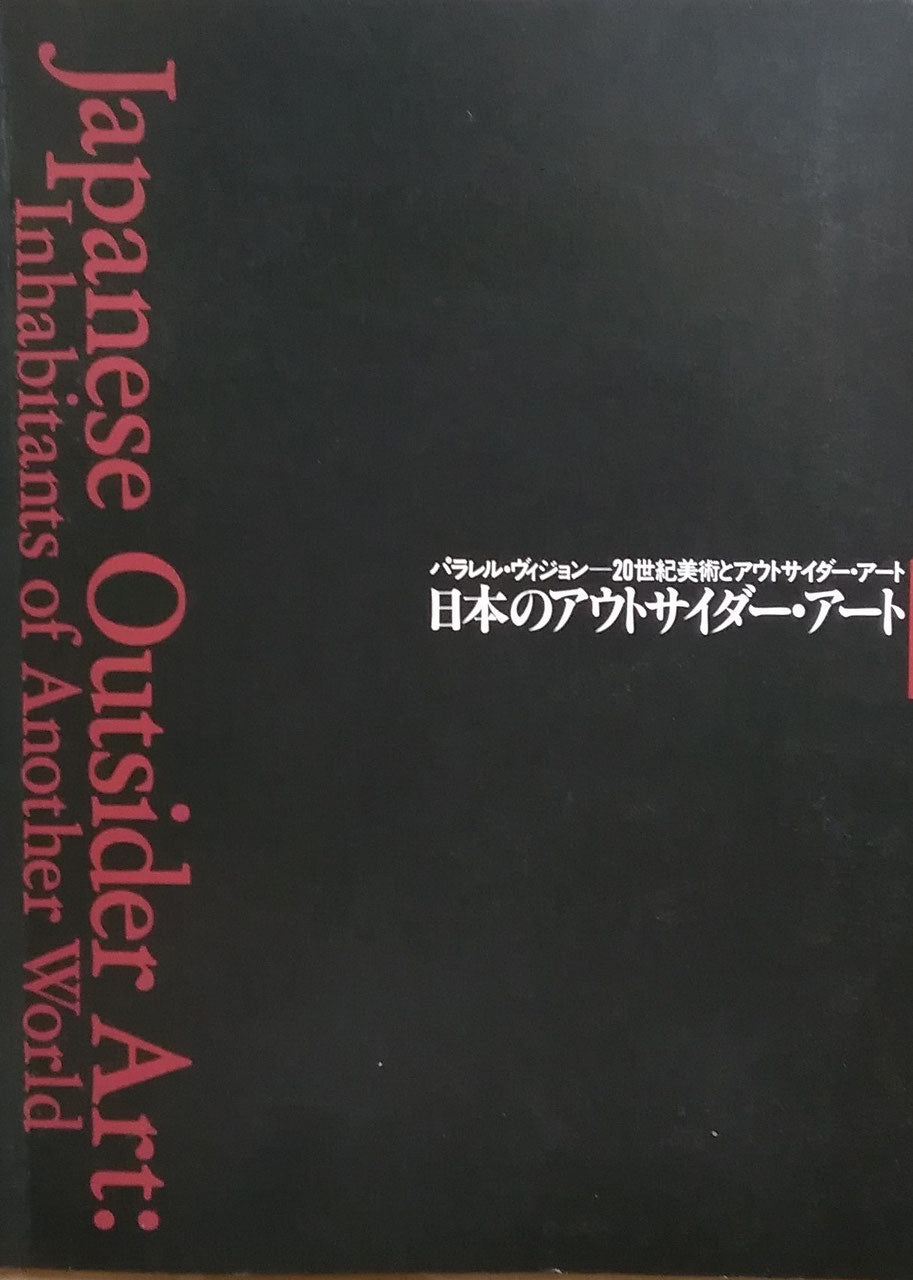 Japanese Outsider Art:
Inhabitants of Another World
パラレル・ヴィジョン―20世紀美術とアウトサイダー・アート
日本のアウトサイダー・アート